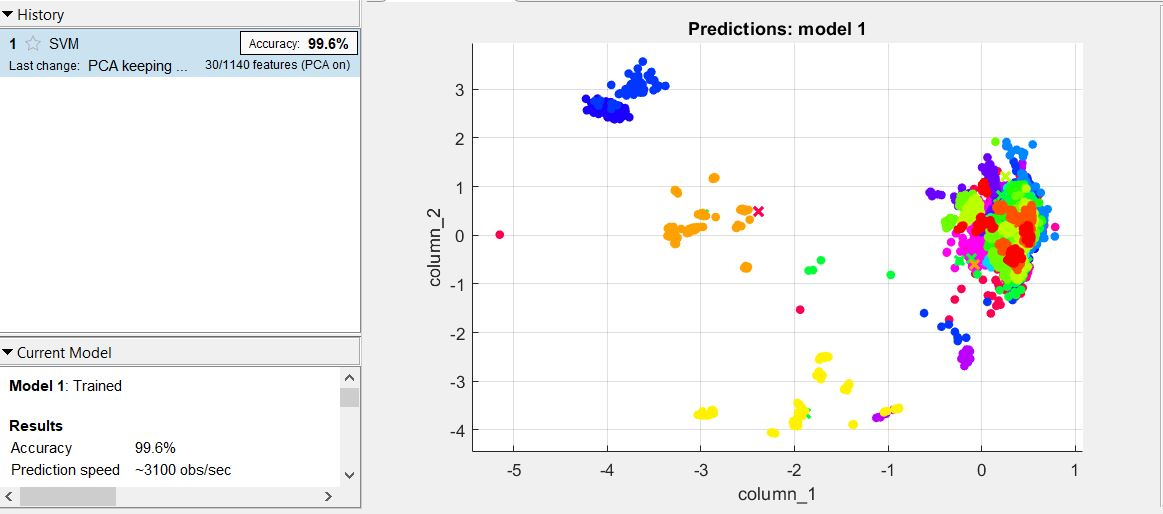 History
1 SVM Accuracy: 99.6%
Last change: PCA keeping ... 30/1140 features (PCA on)
Current Model
Model 1: Trained
Results
Accuracy 99.6%
Prediction speed ~3100 obs/sec
Predictions: model 1
3
2
1
0
-1
-2
-3
-4
column_2
-5 -4 -3 -2 -1 0 1
column_1